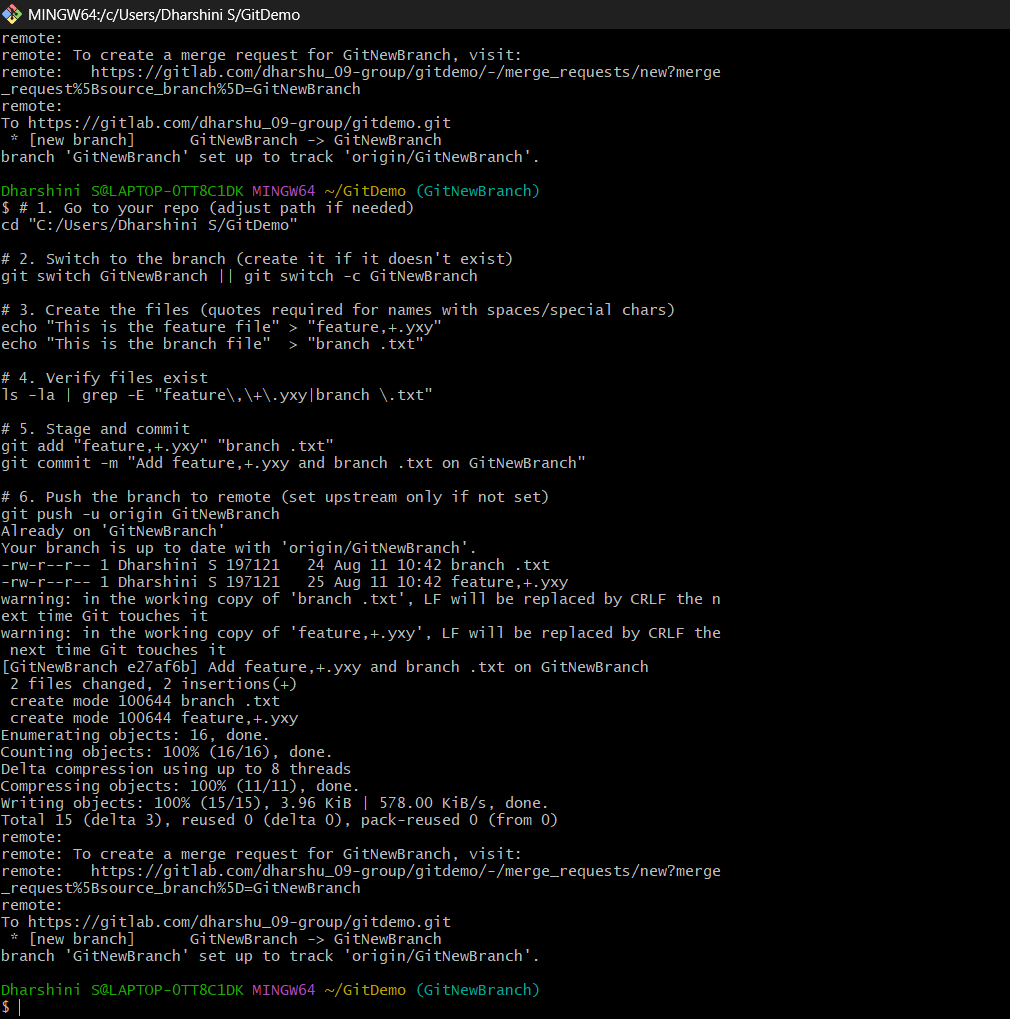 MINGW64:/c/Users/Dharshini S/GitDemo
remote:
remote: To create a merge request for GitNewBranch, visit:
remote:   https://gitlab.com/dharshu_09-group/gitdemo/-/merge_requests/new?merge
_request%5Bsource_branch%5D=GitNewBranch
remote:
To https://gitlab.com/dharshu_09-group/gitdemo.git
 * [new branch]      GitNewBranch -> GitNewBranch
branch 'GitNewBranch' set up to track 'origin/GitNewBranch'.

Dharshini S@LAPTOP-0TT8C1DK MINGW64 ~/GitDemo (GitNewBranch)
$ # 1. Go to your repo (adjust path if needed)
cd "C:/Users/Dharshini S/GitDemo"

# 2. Switch to the branch (create it if it doesn't exist)
git switch GitNewBranch || git switch -c GitNewBranch

# 3. Create the files (quotes required for names with spaces/special chars)
echo "This is the feature file" > "feature,+.yxy"
echo "This is the branch file"  > "branch .txt"

# 4. Verify files exist
ls -la | grep -E "feature\,\+\.yxy|branch \.txt"

# 5. Stage and commit
git add "feature,+.yxy" "branch .txt"
git commit -m "Add feature,+.yxy and branch .txt on GitNewBranch"

# 6. Push the branch to remote (set upstream only if not set)
git push -u origin GitNewBranch
Already on 'GitNewBranch'
Your branch is up to date with 'origin/GitNewBranch'.
-rw-r--r-- 1 Dharshini S 197121   24 Aug 11 10:42 branch .txt
-rw-r--r-- 1 Dharshini S 197121   25 Aug 11 10:42 feature,+.yxy
warning: in the working copy of 'branch .txt', LF will be replaced by CRLF the n
ext time Git touches it
warning: in the working copy of 'feature,+.yxy', LF will be replaced by CRLF the
 next time Git touches it
[GitNewBranch e27af6b] Add feature,+.yxy and branch .txt on GitNewBranch
 2 files changed, 2 insertions(+)
 create mode 100644 branch .txt
 create mode 100644 feature,+.yxy
Enumerating objects: 16, done.
Counting objects: 100% (16/16), done.
Delta compression using up to 8 threads
Compressing objects: 100% (11/11), done.
Writing objects: 100% (15/15), 3.96 KiB | 578.00 KiB/s, done.
Total 15 (delta 3), reused 0 (delta 0), pack-reused 0 (from 0)
remote:
remote: To create a merge request for GitNewBranch, visit:
remote:   https://gitlab.com/dharshu_09-group/gitdemo/-/merge_requests/new?merge
_request%5Bsource_branch%5D=GitNewBranch
remote:
To https://gitlab.com/dharshu_09-group/gitdemo.git
 * [new branch]      GitNewBranch -> GitNewBranch
branch 'GitNewBranch' set up to track 'origin/GitNewBranch'.

Dharshini S@LAPTOP-0TT8C1DK MINGW64 ~/GitDemo (GitNewBranch)
$